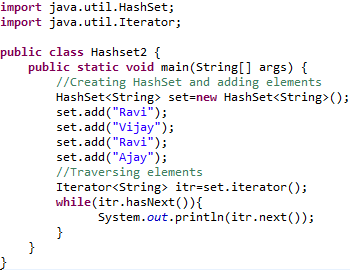 import java.util.HashSet;
import java.util.Iterator;
public class Hashset2 {
    public static void main(String[] args) {
        //Creating HashSet and adding elements
        HashSet<String> set=new HashSet<String>();
        set.add("Ravi");
        set.add("Vijay");
        set.add("Ravi");
        set.add("Ajay");
        //Traversing elements
        Iterator<String> itr=set.iterator();
        while(itr.hasNext()){
              System.out.println(itr.next());
        }
    }
}